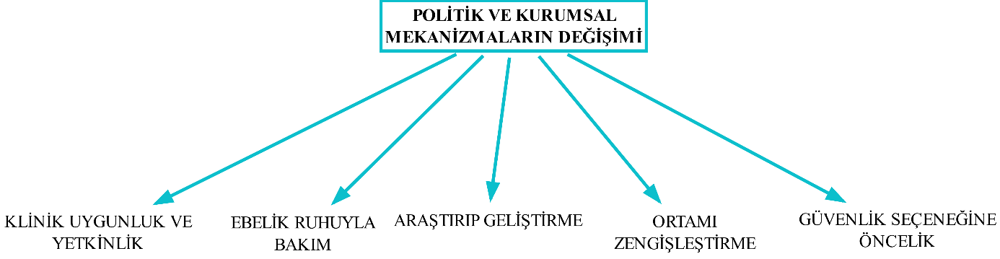 POLİTİK VE KURUMSAL
MEKANİZMALARIN DEĞİŞİMİ
KLİNİK UYGUNLUK VE
YETKİNLİK
EBELİK RUHUYLA
BAKIM
ARAŞTIRIP GELİŞTİRME
ORTAMI
ZENGİŞLEŞTİRME
GÜVENLİK SEÇENEĞİNE
ÖNCELİK